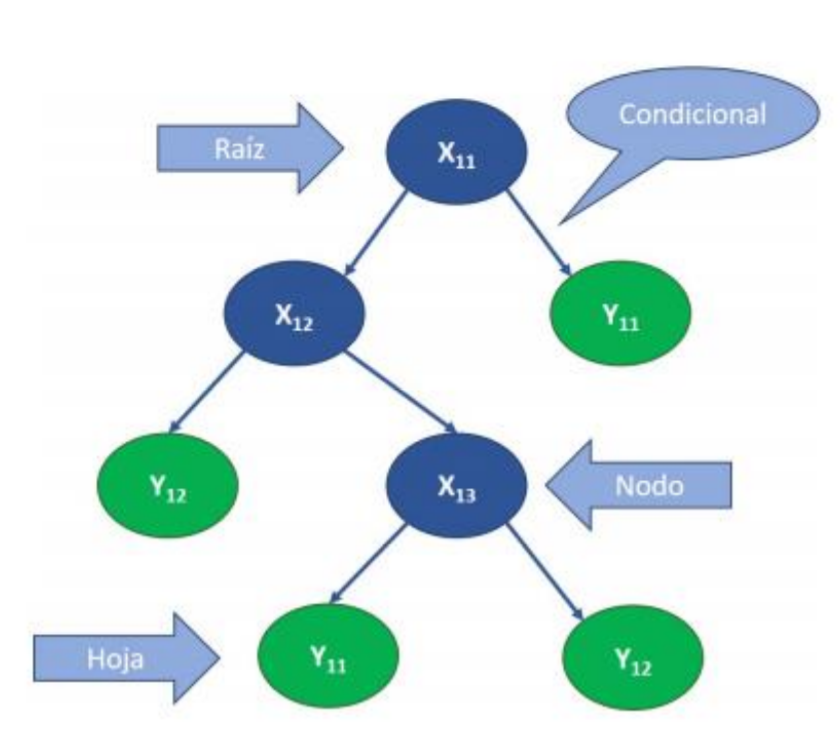 Raíz
X₁₁
Condicional
X₁₂
Y₁₁
Y₁₂
X₁₃
Nodo
Hoja
Y₁₁
Y₁₂